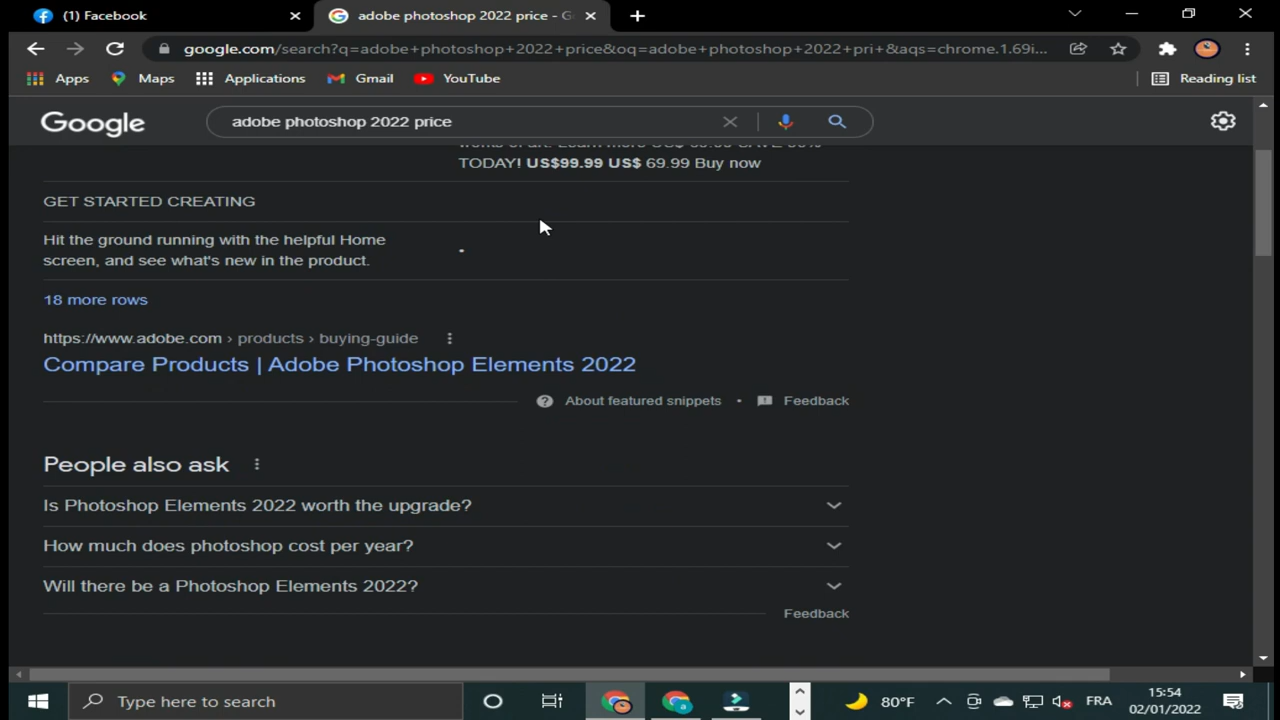 (1) Facebook
adobe photoshop 2022 price - G
google.com/search?q=adobe+photoshop+2022+price&oq=adobe+photoshop+2022+pri+&aqs=chrome.1.69i...
Apps
Maps
Applications
Gmail
YouTube
Reading list
Google
adobe photoshop 2022 price
TODAY! US$99.99 US$ 69.99 Buy now
GET STARTED CREATING
Hit the ground running with the helpful Home
screen, and see what's new in the product.
18 more rows
https://www.adobe.com › products › buying-guide
Compare Products | Adobe Photoshop Elements 2022
About featured snippets • Feedback
People also ask
Is Photoshop Elements 2022 worth the upgrade?
How much does photoshop cost per year?
Will there be a Photoshop Elements 2022?
Feedback
Type here to search
80°F
FRA
15:54
02/01/2022